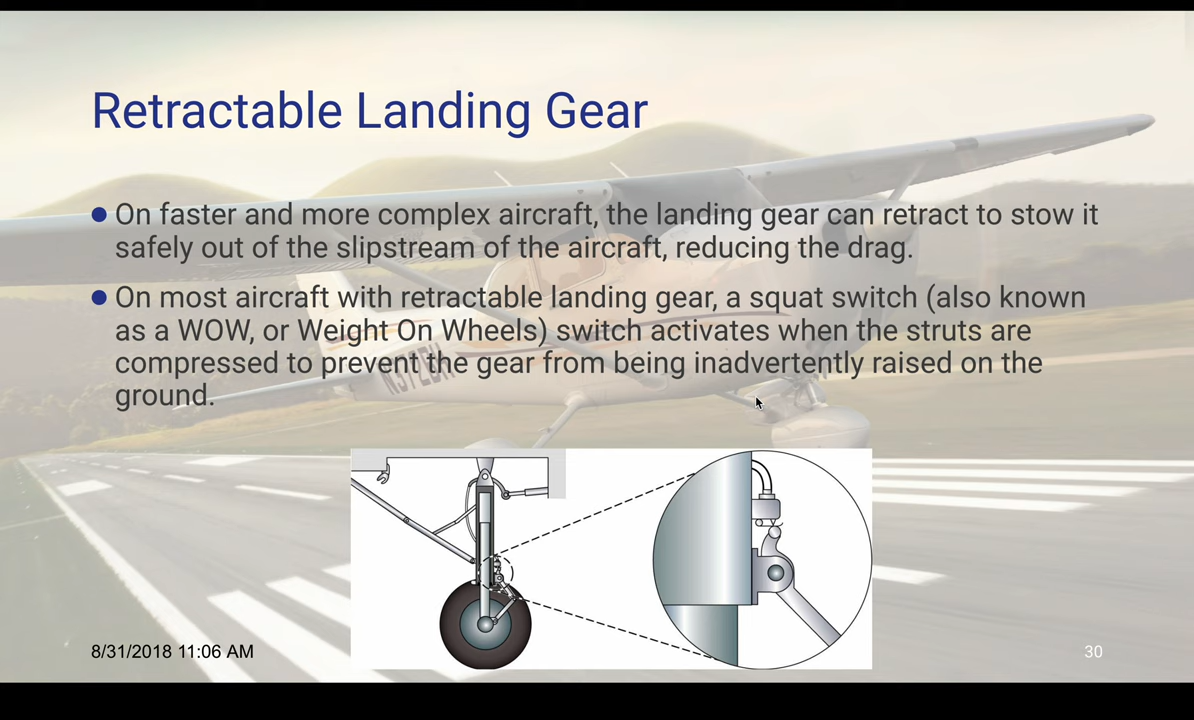 Retractable Landing Gear
On faster and more complex aircraft, the landing gear can retract to stow it
safely out of the slipstream of the aircraft, reducing the drag.
On most aircraft with retractable landing gear, a squat switch (also known
as a WOW, or Weight On Wheels) switch activates when the struts are
compressed to prevent the gear from being inadvertently raised on the
ground.
8/31/2018 11:06 AM
30